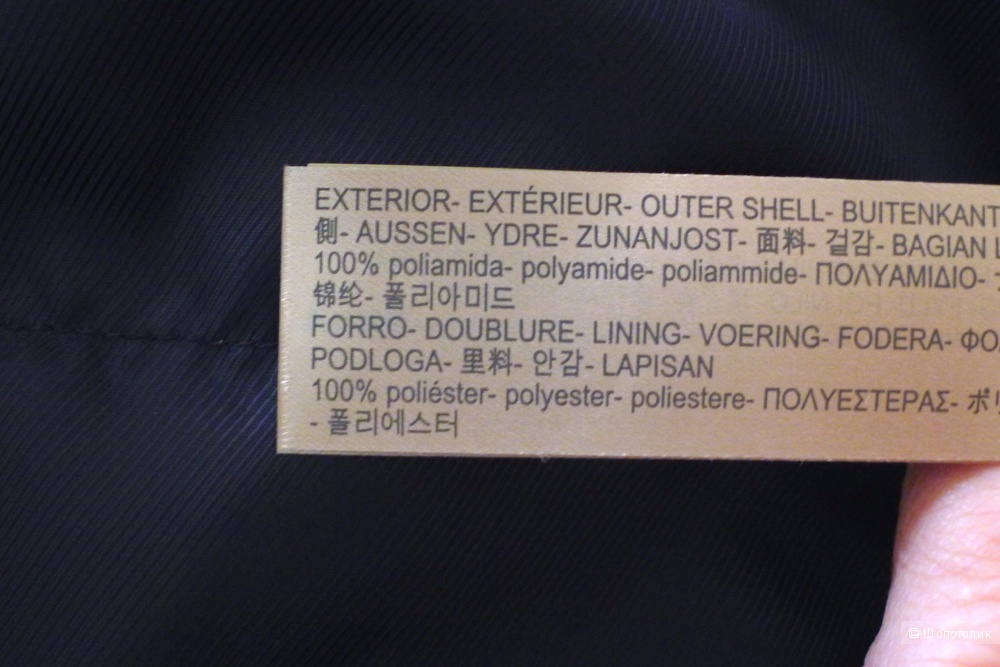 EXTERIOR- EXTÉRIEUR- OUTER SHELL- BUITENKANT
側- AUSSEN- YDRE- ZUNANJOST- 面料- 겉감- BAGIAN
100% poliamida- polyamide- poliammide- ΠΟΛΥΑΜΙΔΙΟ-
锦纶- 폴리아미드
FORRO- DOUBLURE- LINING- VOERING- FODERA- ΦΟ
PODLOGA- 里料- 안감- LAPISAN
100% poliéster- polyester- poliestere- ΠΟΛΥΕΣΤΕΡΑΣ- ポ
- 폴리에스터
© Шопоголик